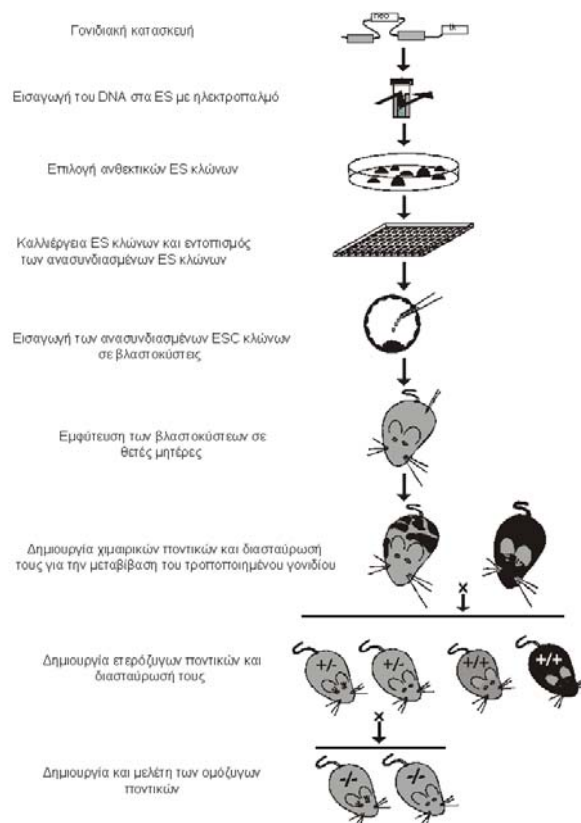 Γονιδιακή κατασκευή
neo
tk
Εισαγωγή του DNA στα ES με ηλεκτροπαλμό
Επιλογή ανθεκτικών ES κλώνων
Καλλιέργεια ES κλώνων και εντοπισμός
των ανασυνδιασμένων ES κλώνων
Εισαγωγή των ανασυνδιασμένων ESC κλώνων
σε βλαστοκύστεις
Εμφύτευση των βλαστοκύστεων σε
θετές μητέρες
Δημιουργία χιμαιρικών ποντικών και διασταύρωσή
τους για την μεταβίβαση του τροποποιημένου γονιδίου
x
+/- +/- +/+ +/+
Δημιουργία ετερόζυγων ποντικών και
διασταύρωσή τους
x
-/- -/-
Δημιουργία και μελέτη των ομόζυγων
ποντικών